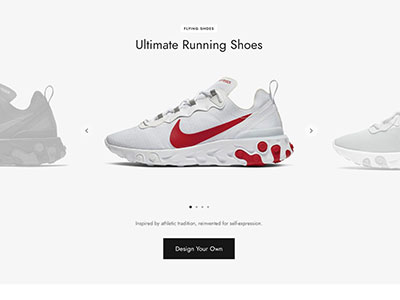 FLYING SHOES
Ultimate Running Shoes
Inspired by athletic tradition, reinvented for self-expression.
Design Your Own